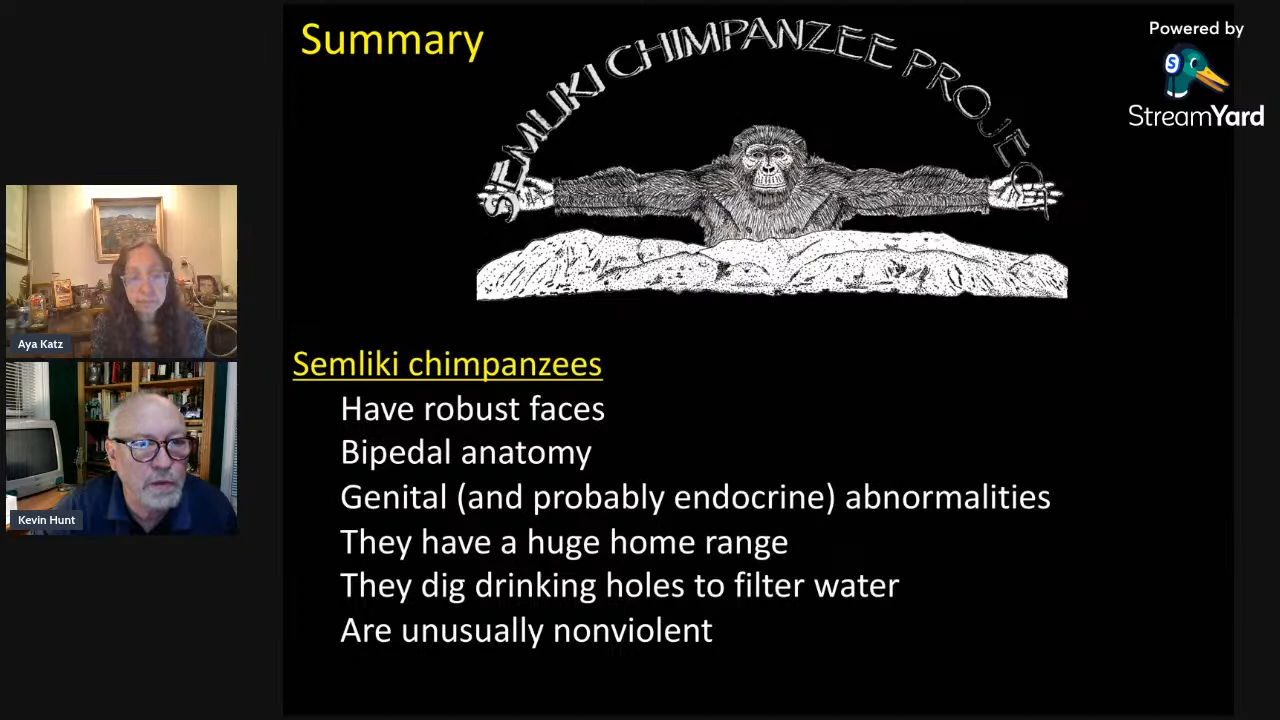 Summary
SEMLIKI CHIMPANZEE PROJECT
Powered by
S
StreamYard
Aya Katz
Kevin Hunt
Semliki chimpanzees
Have robust faces
Bipedal anatomy
Genital (and probably endocrine) abnormalities
They have a huge home range
They dig drinking holes to filter water
Are unusually nonviolent